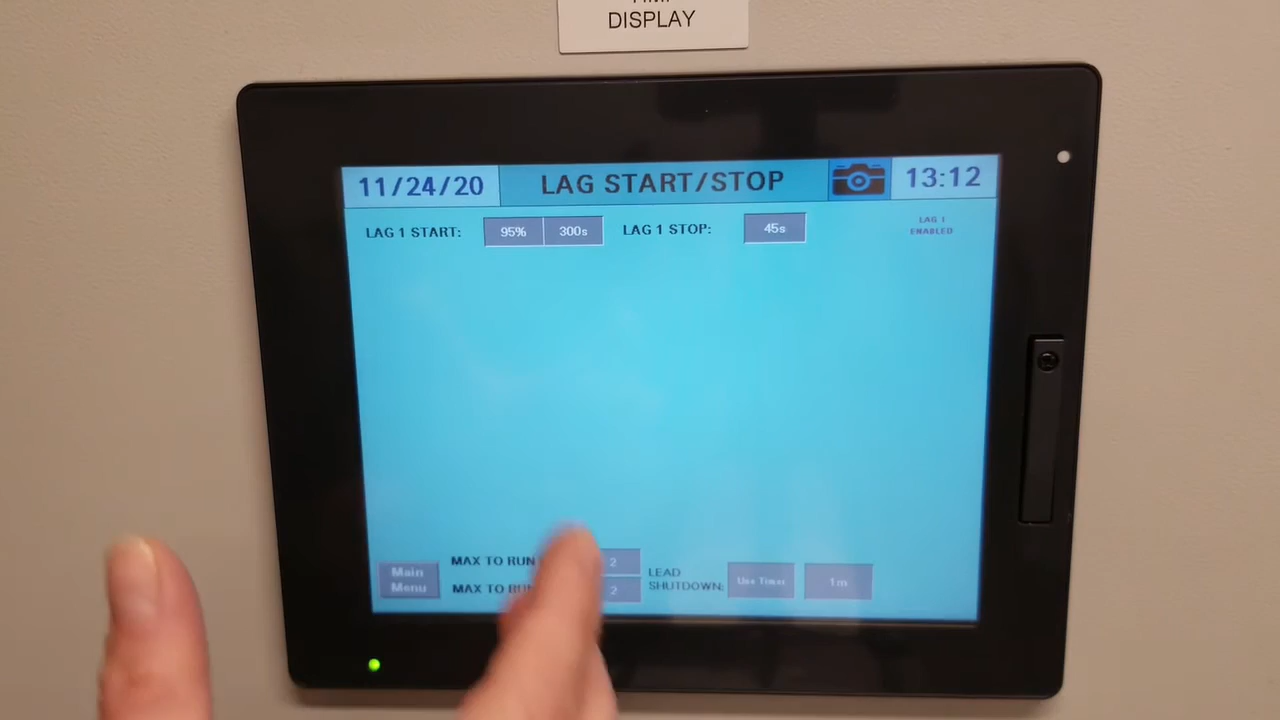 DISPLAY
11/24/20 LAG START/STOP 13:12
LAG 1 START: 95% 300s LAG 1 STOP: 45s
LAG 1
ENABLED
MAX TO RUN 2
MAX TO 2
Main
Menu
LEAD
SHUTDOWN:
Use Timer
1m